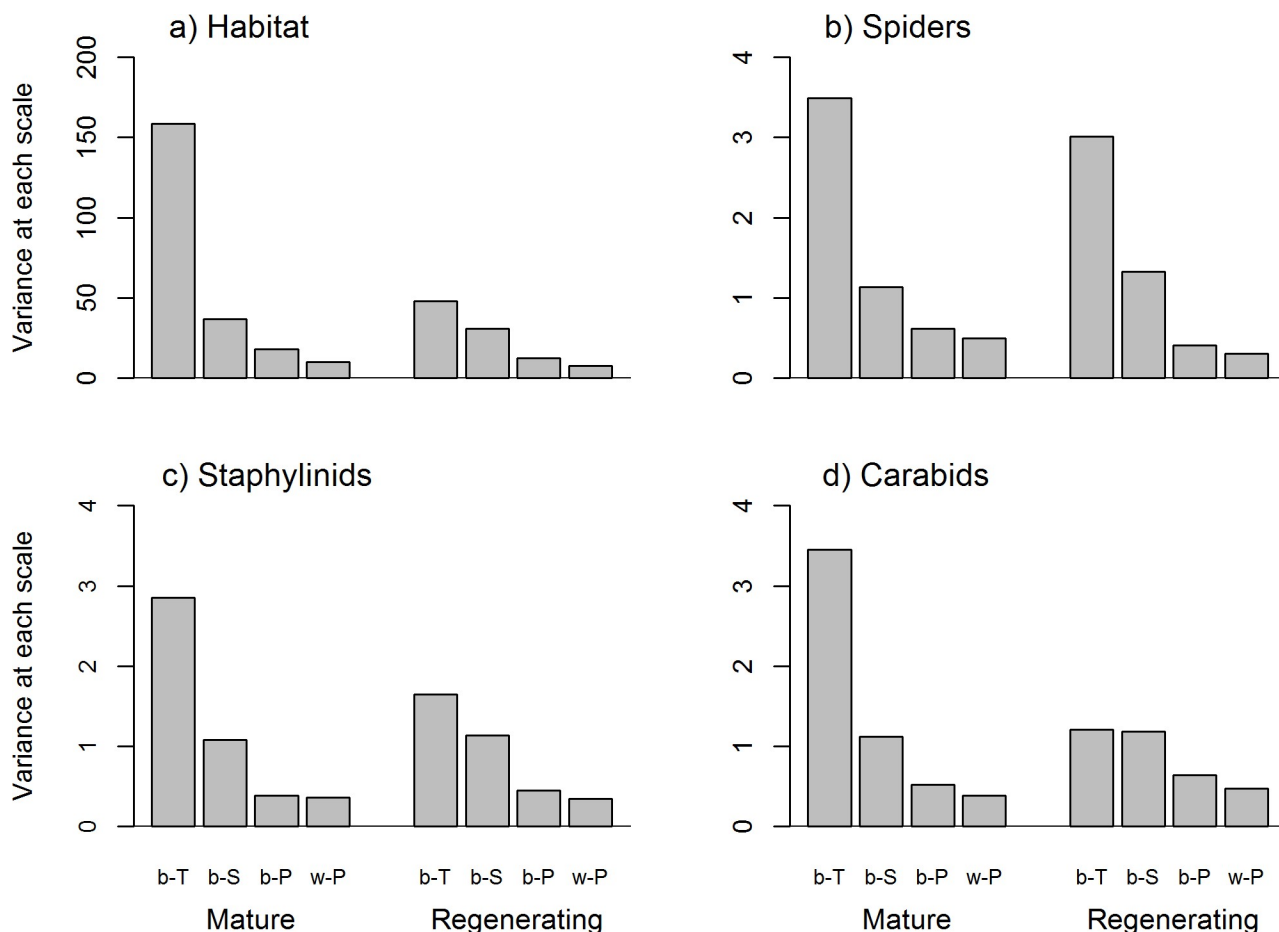 a) Habitat
Variance at each scale
200
150
100
50
0
b) Spiders
4
3
2
1
0
c) Staphylinids
Variance at each scale
4
3
2
1
0
b-T b-S b-P w-P b-T b-S b-P w-P
Mature Regenerating
d) Carabids
4
3
2
1
0
b-T b-S b-P w-P b-T b-S b-P w-P
Mature Regenerating